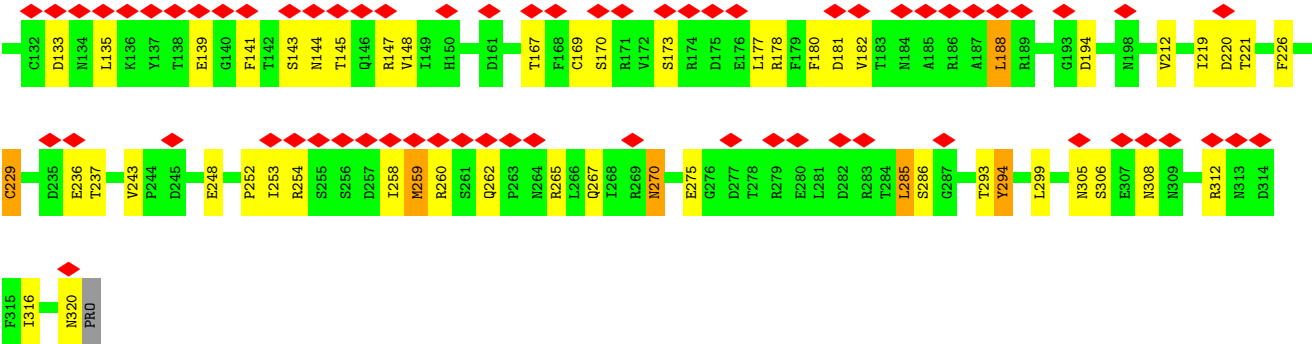 C132 D133 N134 L135 K136 Y137 T138 E139 G140 F141 T142 S143 N144 T145 Q146 R147 V148 I149 H150 D161 T167 F168 C169 S170 R171 V172 S173 R174 D175 E176 L177 R178 F179 F180 D181 V182 T183 N184 A185 R186 A187 L188 R189 G193 D194 N198 V212 I219 D220 T221 F226
C229 D235 E236 T237 V243 P244 D245 E248 P252 I253 R254 S255 S256 D257 I258 M259 R260 S261 Q262 P263 N264 R265 L266 Q267 I268 R269 N270 E275 G276 D277 T278 R279 E280 L281 D282 R283 T284 L285 S286 G287 T293 Y294 L299 N305 S306 E307 N308 N309 R312 N313 D314
F315 I316 N320 PRO